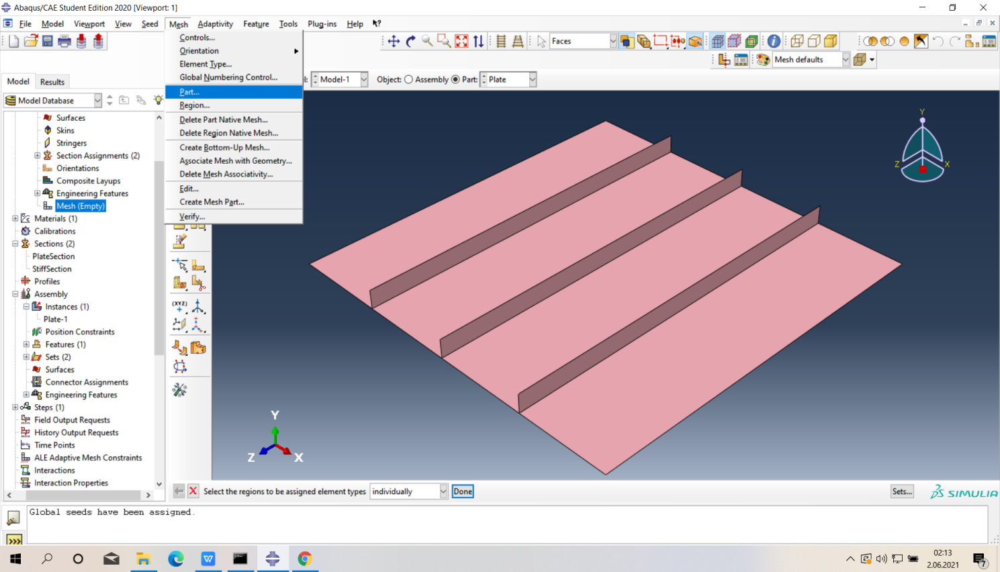 Abaqus/CAE Student Edition 2020 [Viewport: 1]
File Model Viewport View Seed Mesh Adaptivity Feature Tools Plug-ins Help
Controls...
Orientation
Element Type...
Global Numbering Control...
Part...
Region...
Delete Part Native Mesh...
Delete Region Native Mesh...
Create Bottom-Up Mesh...
Associate Mesh with Geometry...
Delete Mesh Associativity...
Edit...
Create Mesh Part...
Verify...
Faces
Mesh defaults
Model-1 Object: Assembly Part: Plate
Model Results
Model Database
Surfaces
Skins
Stringers
Section Assignments (2)
Orientations
Composite Layups
Engineering Features
Mesh (Empty)
Materials (1)
Calibrations
Sections (2)
PlateSection
StiffSection
Profiles
Assembly
Instances (1)
Plate-1
Position Constraints
Features (1)
Sets (2)
Surfaces
Connector Assignments
Engineering Features
Steps (1)
Field Output Requests
History Output Requests
Time Points
ALE Adaptive Mesh Constraints
Interactions
Interaction Properties
(XYZ)
Y
Z
X
Y
Z
X
Select the regions to be assigned element types individually Done
Sets...
SIMULIA
Global seeds have been assigned.
>>>
W
02:13
2.06.2021
7